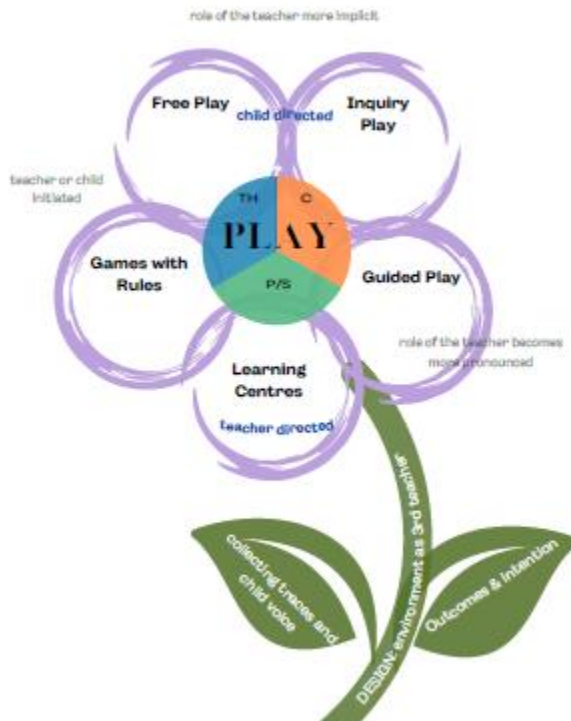 role of the teacher more implicit
Free Play
Inquiry
Play
child directed
teacher or child
initiated
TH
C
PLAY
P/S
Games with
Rules
Guided Play
role of the teacher becomes
more pronounced
Learning
Centres
teacher directed
DESIGN: environment as 3rd teacher
collecting traces and
child voice
Outcomes & Intention